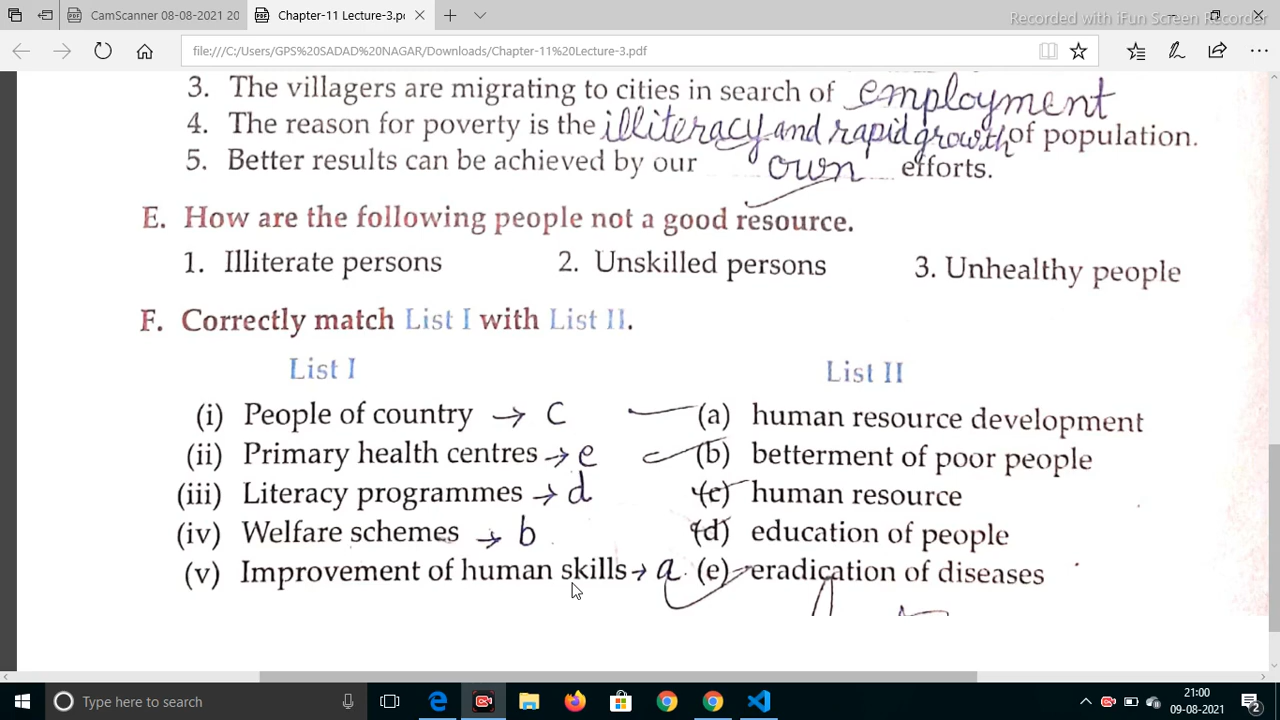 CamScanner 08-08-2021 20
Chapter-11 Lecture-3.pd
Recorded with iFun Screen Recorder
file:///C:/Users/GPS%20SADAD%20NAGAR/Downloads/Chapter-11%20Lecture-3.pdf
3. The villagers are migrating to cities in search of employment
4. The reason for poverty is the illiteracy and rapid growth of population.
5. Better results can be achieved by our own efforts.
E. How are the following people not a good resource.
1. Illiterate persons 2. Unskilled persons 3. Unhealthy people
F. Correctly match List I with List II.
List I List II
(i) People of country → c (a) human resource development
(ii) Primary health centres → e (b) betterment of poor people
(iii) Literacy programmes → d (c) human resource
(iv) Welfare schemes → b (d) education of people
(v) Improvement of human skills → a (e) eradication of diseases
Type here to search
21:00
09-08-2021
2